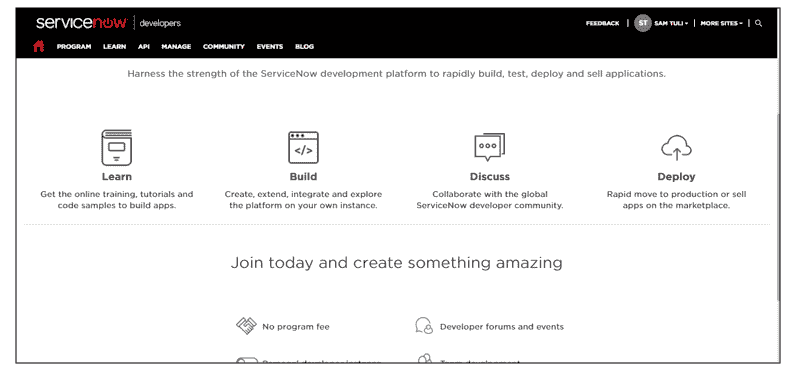 servicenow developers
FEEDBACK ST SAM TULI MORE SITES
PROGRAM LEARN API MANAGE COMMUNITY EVENTS BLOG
Harness the strength of the ServiceNow development platform to rapidly build, test, deploy and sell applications.
</>
Learn Build Discuss Deploy
Get the online training, tutorials and Create, extend, integrate and explore Collaborate with the global Rapid move to production or sell
code samples to build apps. the platform on your own instance. ServiceNow developer community. apps on the marketplace.
Join today and create something amazing
No program fee Developer forums and events